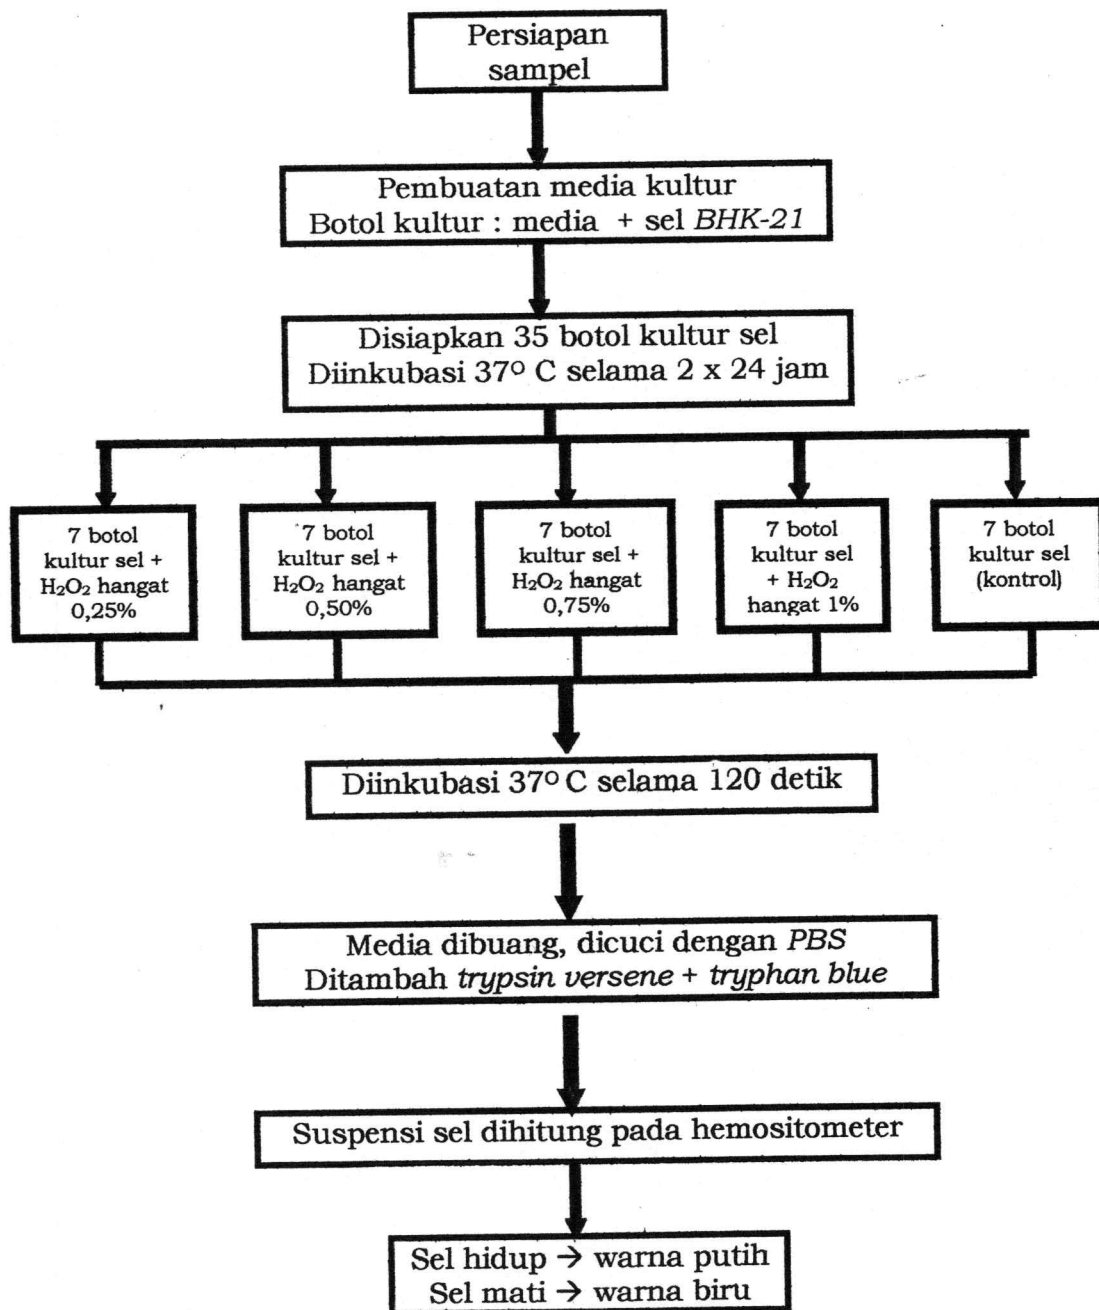 Persiapan
sampel
Pembuatan media kultur
Botol kultur : media + sel BHK-21
Disiapkan 35 botol kultur sel
Diinkubasi 37º C selama 2 x 24 jam
7 botol
kultur sel +
H₂O₂ hangat
0,25%
7 botol
kultur sel +
H₂O₂ hangat
0,50%
7 botol
kultur sel +
H₂O₂ hangat
0,75%
7 botol
kultur sel
+ H₂O₂
hangat 1%
7 botol
kultur sel
(kontrol)
Diinkubasi 37º C selama 120 detik
Media dibuang, dicuci dengan PBS
Ditambah trypsin versene + tryphan blue
Suspensi sel dihitung pada hemositometer
Sel hidup → warna putih
Sel mati → warna biru